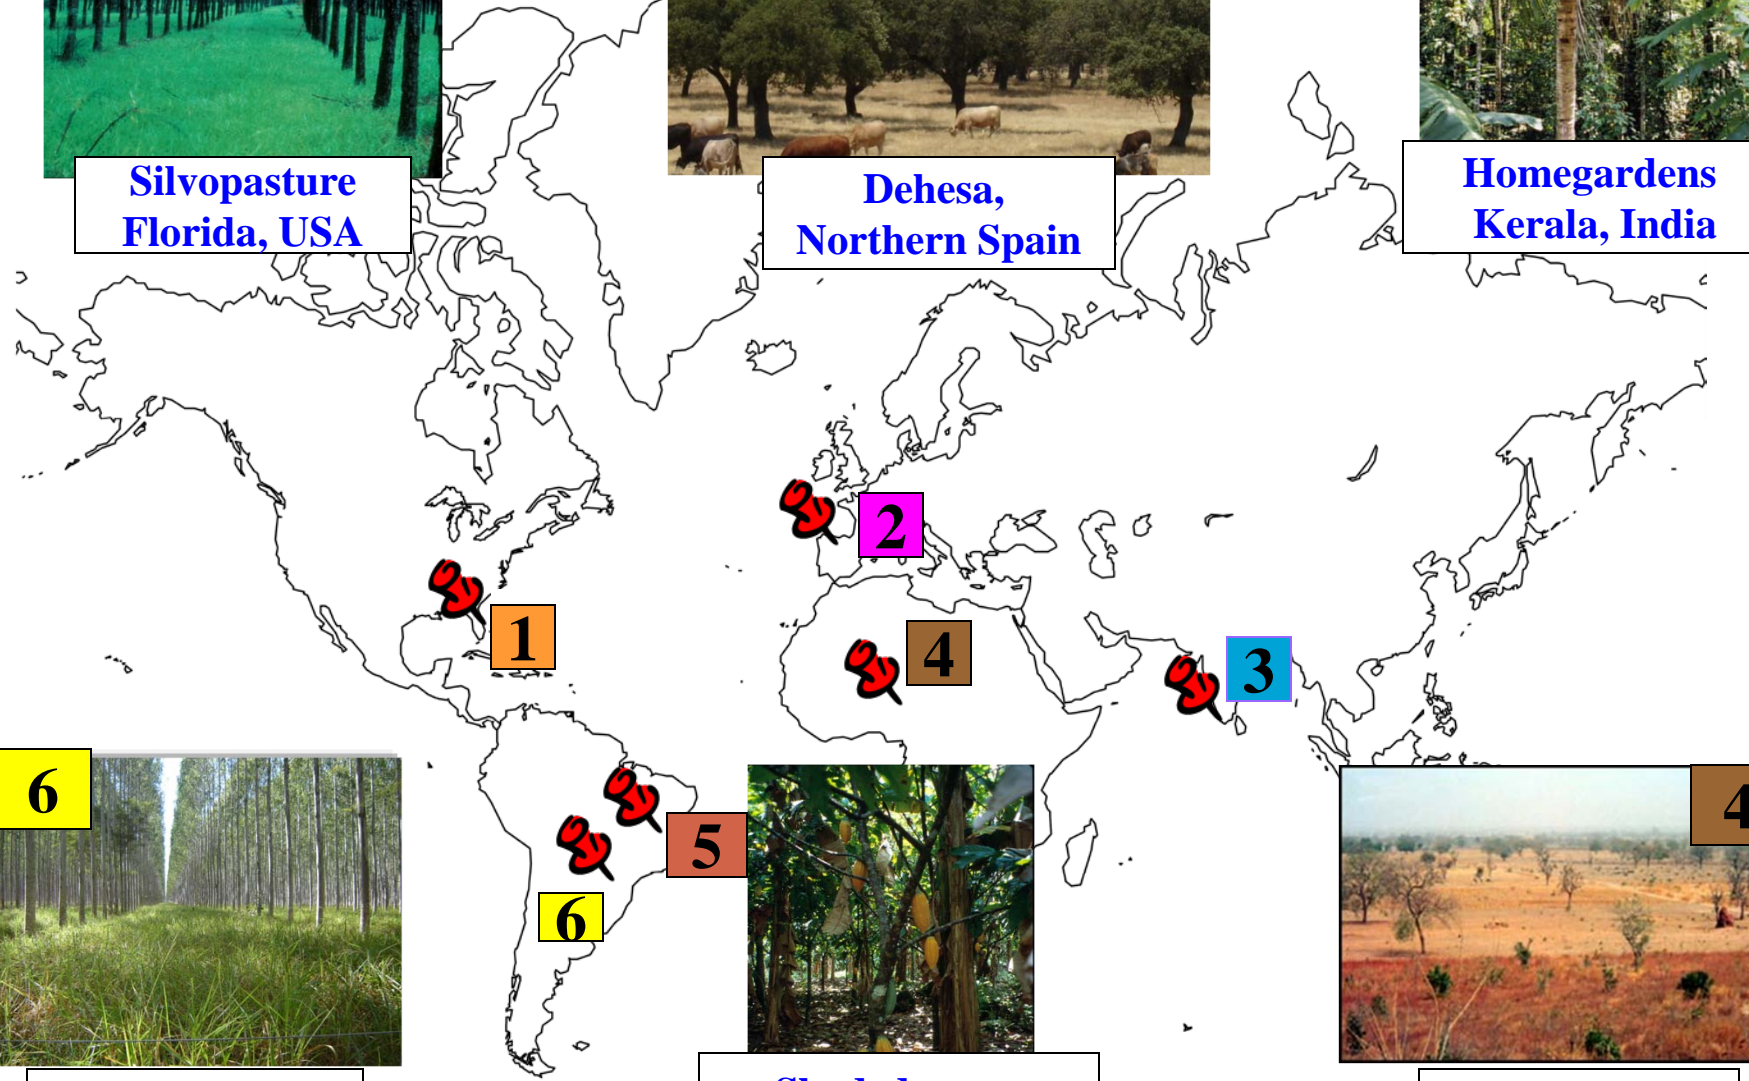 Silvopasture
Florida, USA
Dehesa,
Northern Spain
Homegardens
Kerala, India
2
1
4
3
6
5
6
4